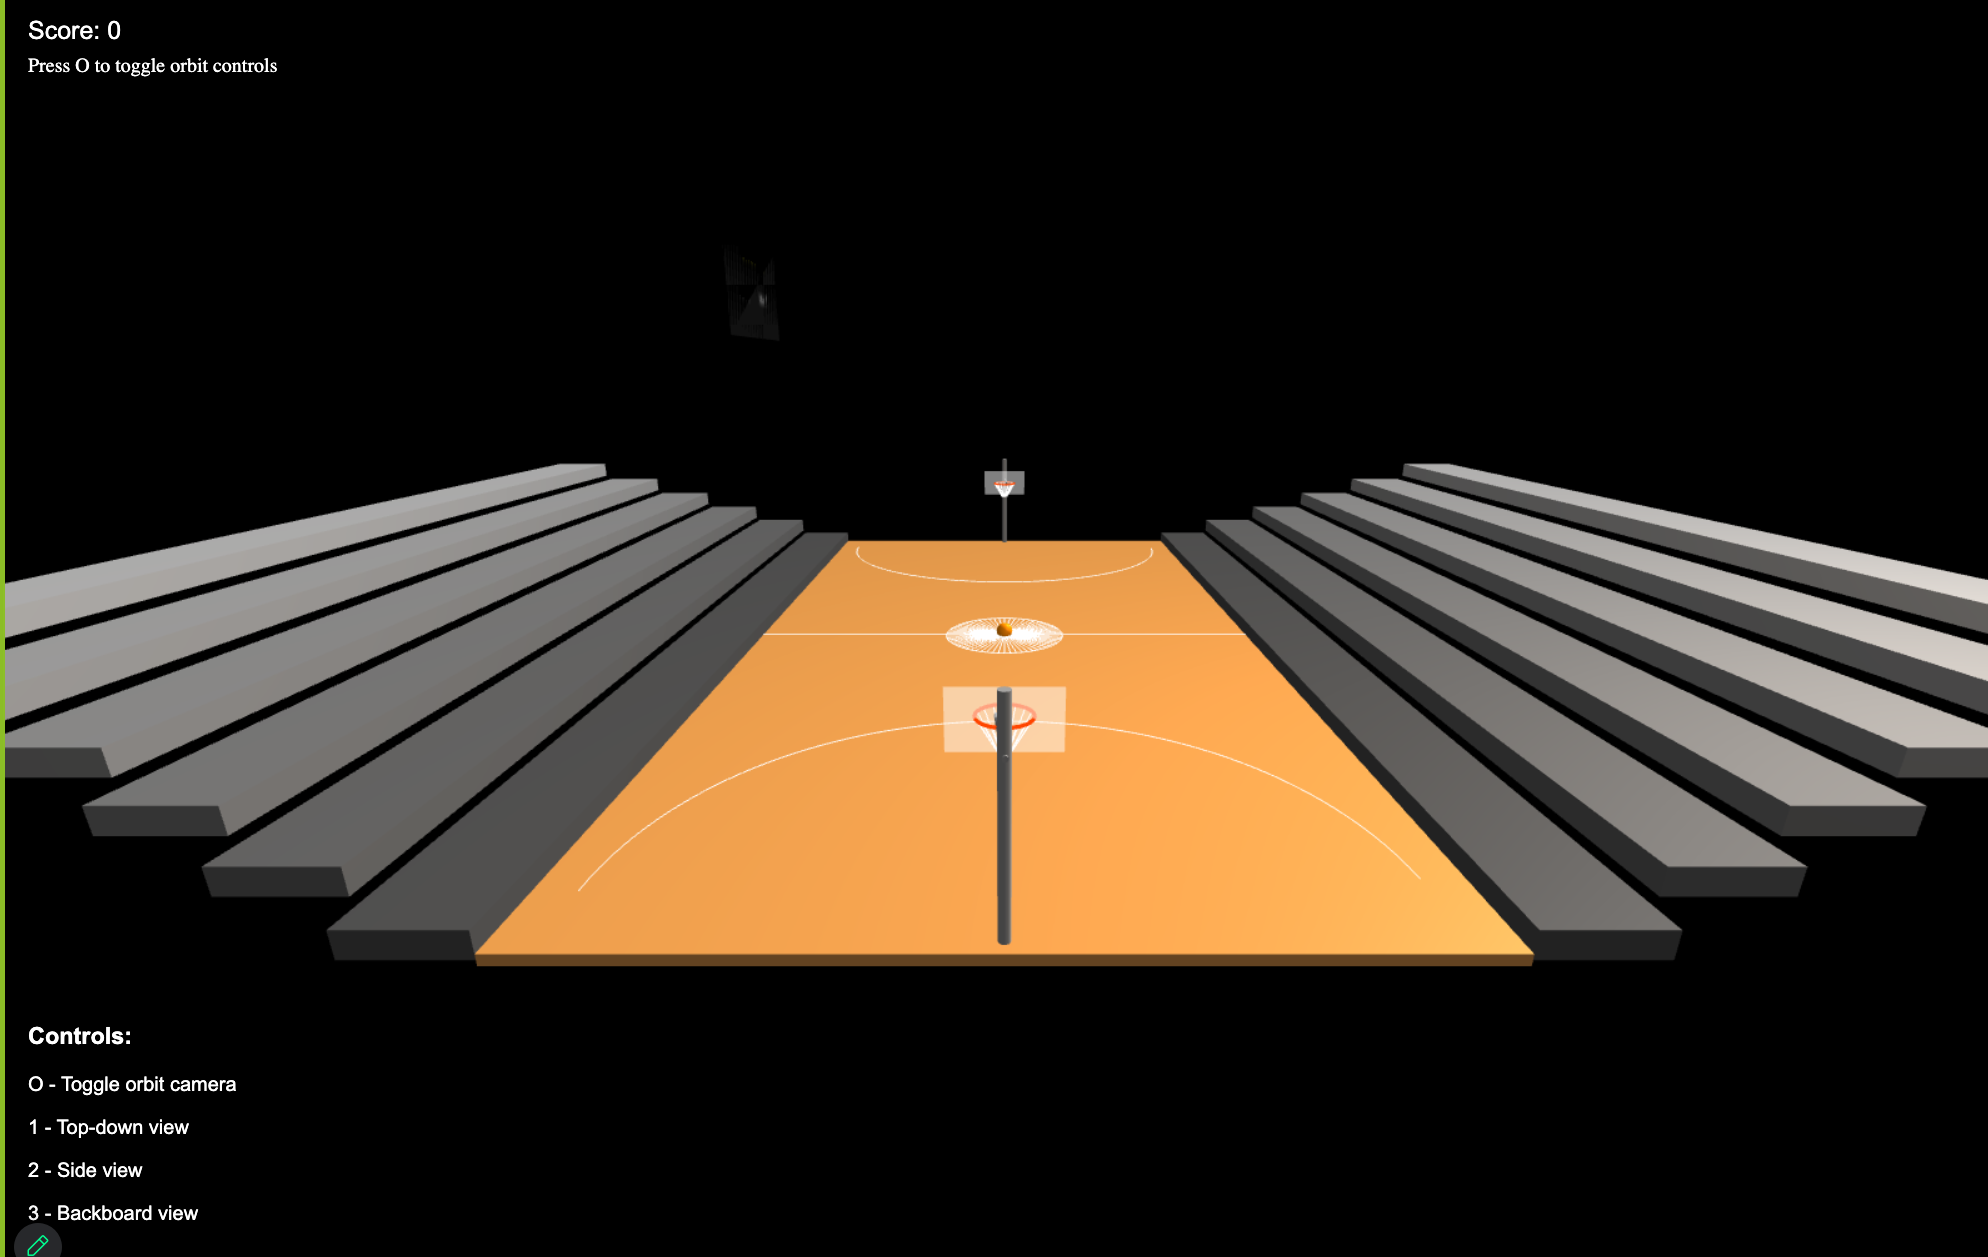 Score: 0
Press O to toggle orbit controls
Controls:
O - Toggle orbit camera
1 - Top-down view
2 - Side view
3 - Backboard view